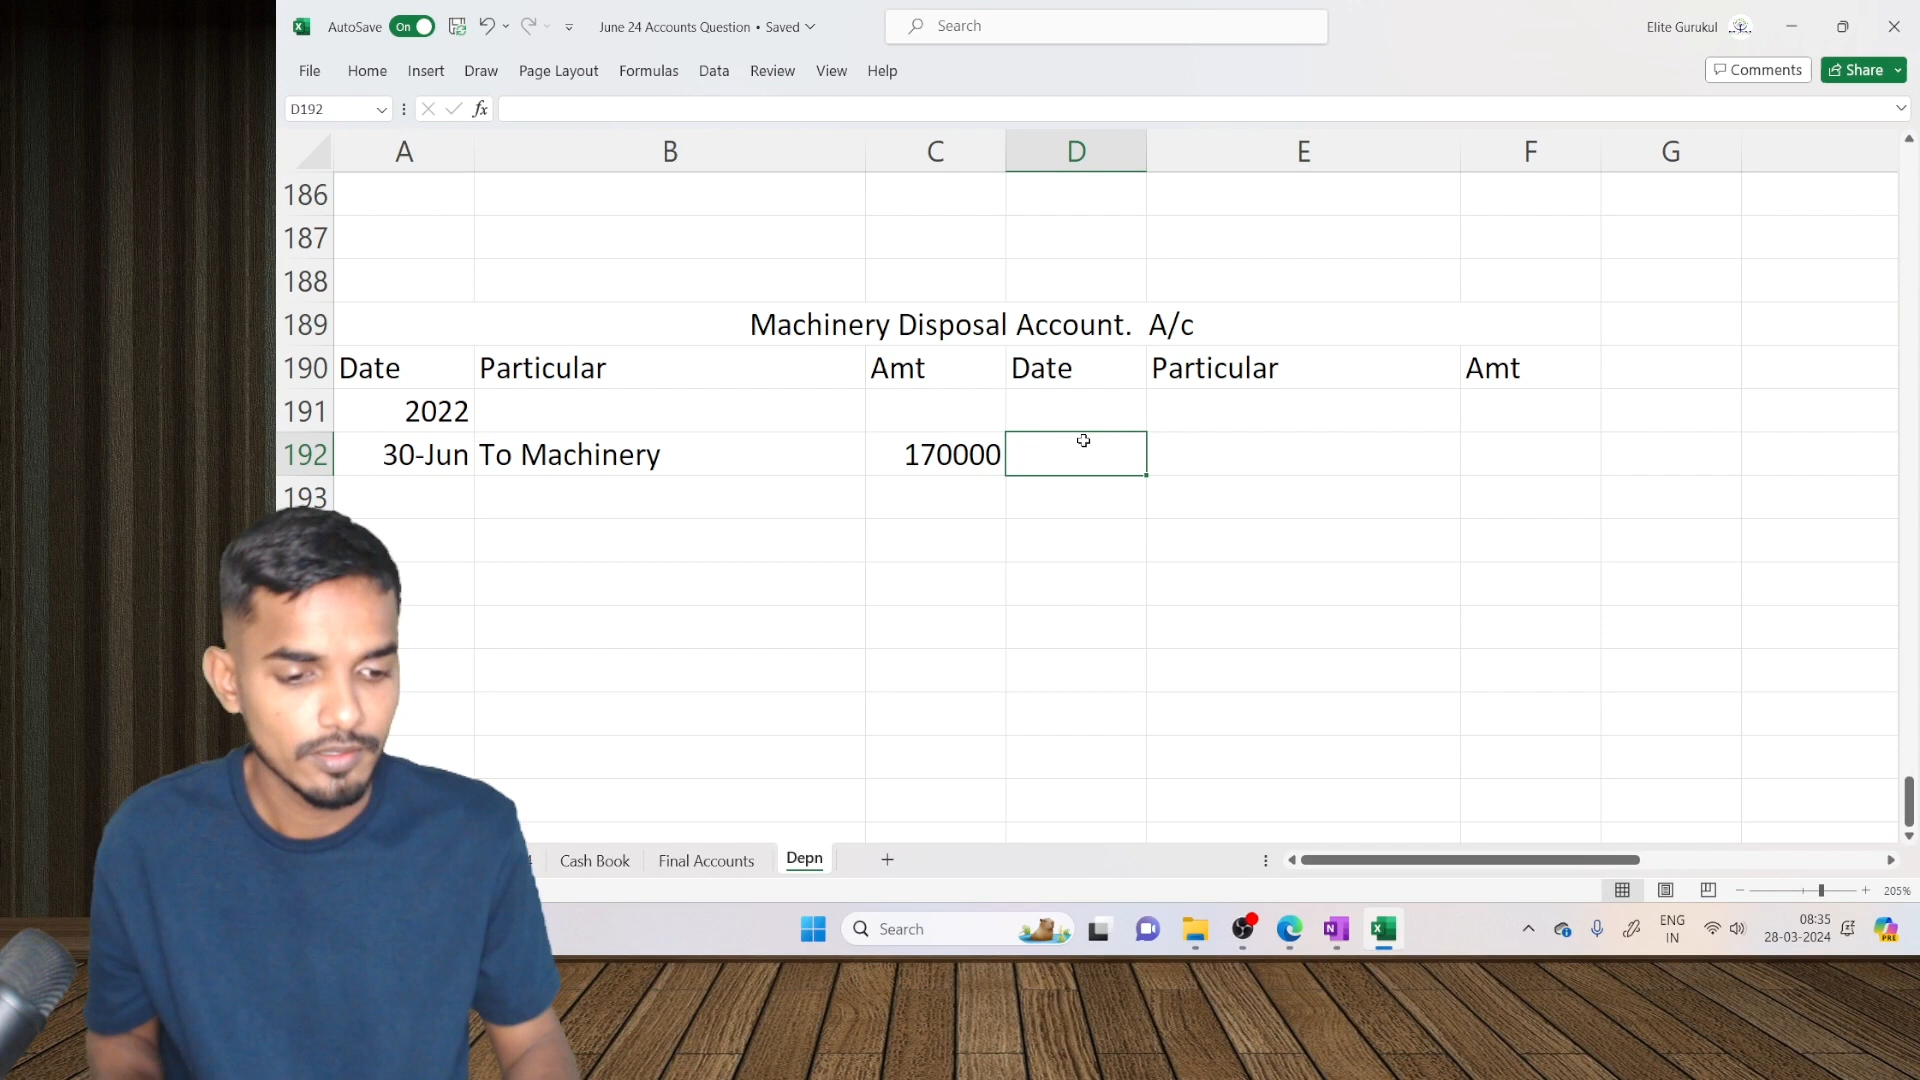 AutoSave On June 24 Accounts Question • Saved Search Elite Gurukul
File Home Insert Draw Page Layout Formulas Data Review View Help Comments Share
D192 fx
A B C D E F G
186
187
188
189 Machinery Disposal Account. A/c
190 Date Particular Amt Date Particular Amt
191 2022
192 30-Jun To Machinery 170000
193
Cash Book Final Accounts Depn +
205%
Search ENG IN 08:35 28-03-2024